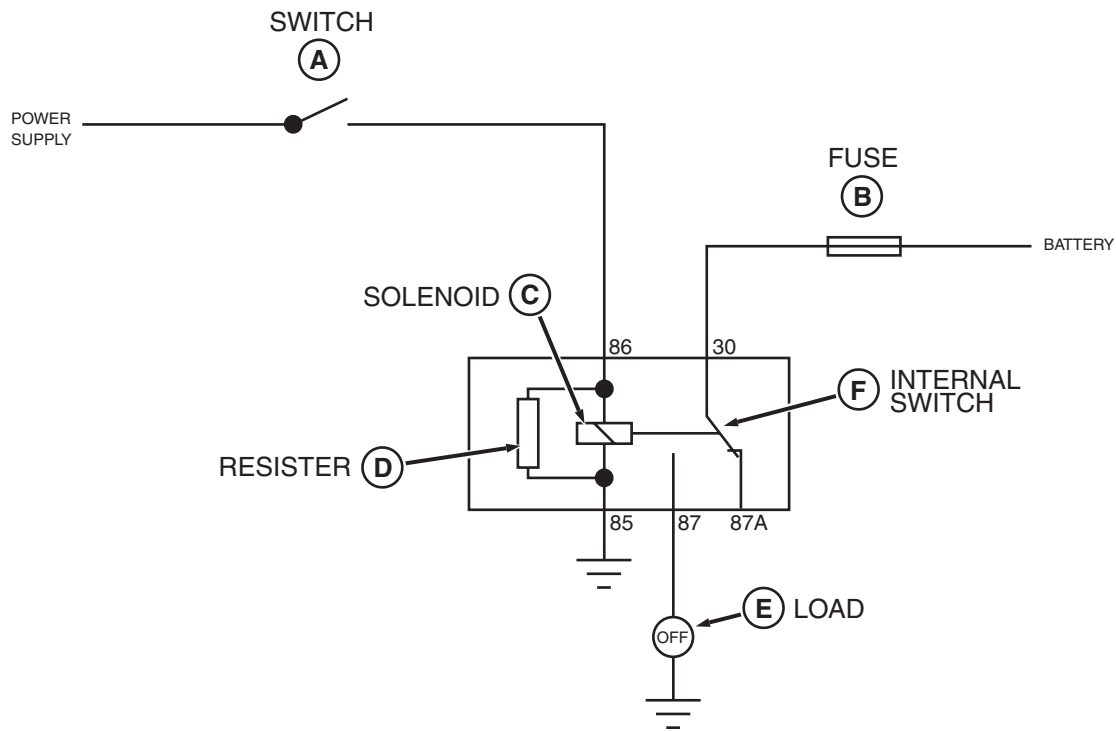 SWITCH
A
POWER
SUPPLY
FUSE
B
BATTERY
SOLENOID C
86
30
F INTERNAL
SWITCH
RESISTER D
85
87
87A
E LOAD
OFF